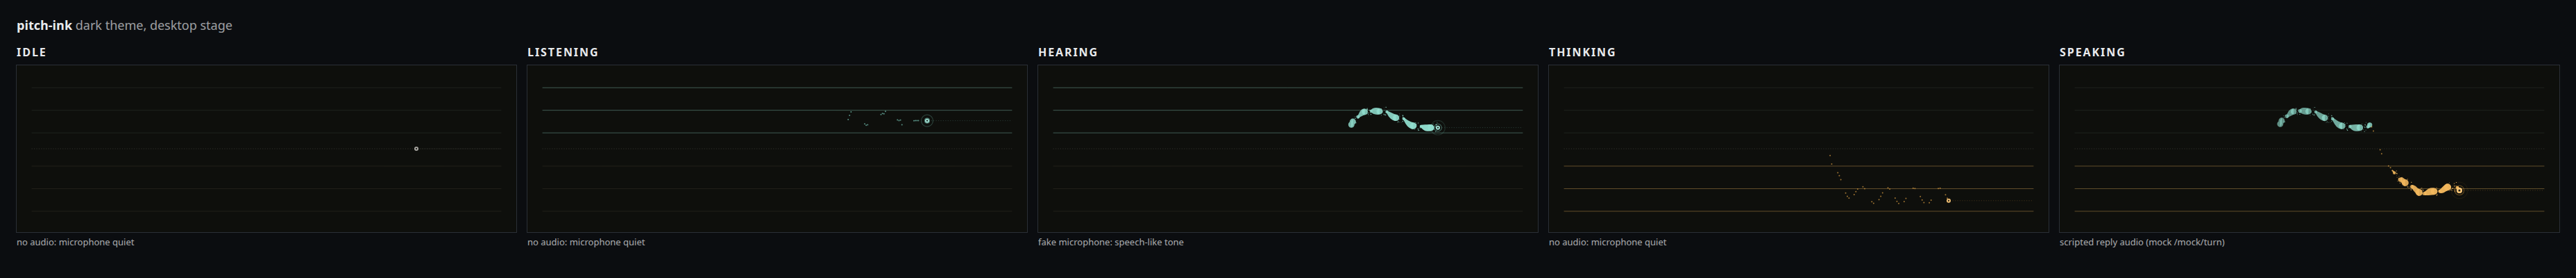 pitch-ink dark theme, desktop stage
IDLE
LISTENING
HEARING
THINKING
SPEAKING
no audio: microphone quiet
no audio: microphone quiet
fake microphone: speech-like tone
no audio: microphone quiet
scripted reply audio (mock /mock/turn)